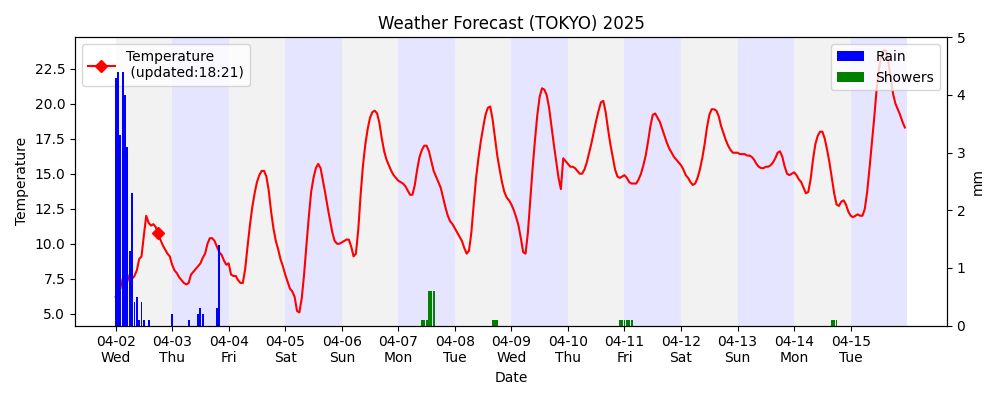 Weather Forecast (TOKYO) 2025
Temperature
(updated:18:21)
Rain
Showers
Temperature
22.5
20.0
17.5
15.0
12.5
10.0
7.5
5.0
5
4
3
2
1
0
mm
04-02 04-03 04-04 04-05 04-06 04-07 04-08 04-09 04-10 04-11 04-12 04-13 04-14 04-15
Wed Thu Fri Sat Sun Mon Tue Wed Thu Fri Sat Sun Mon Tue
Date